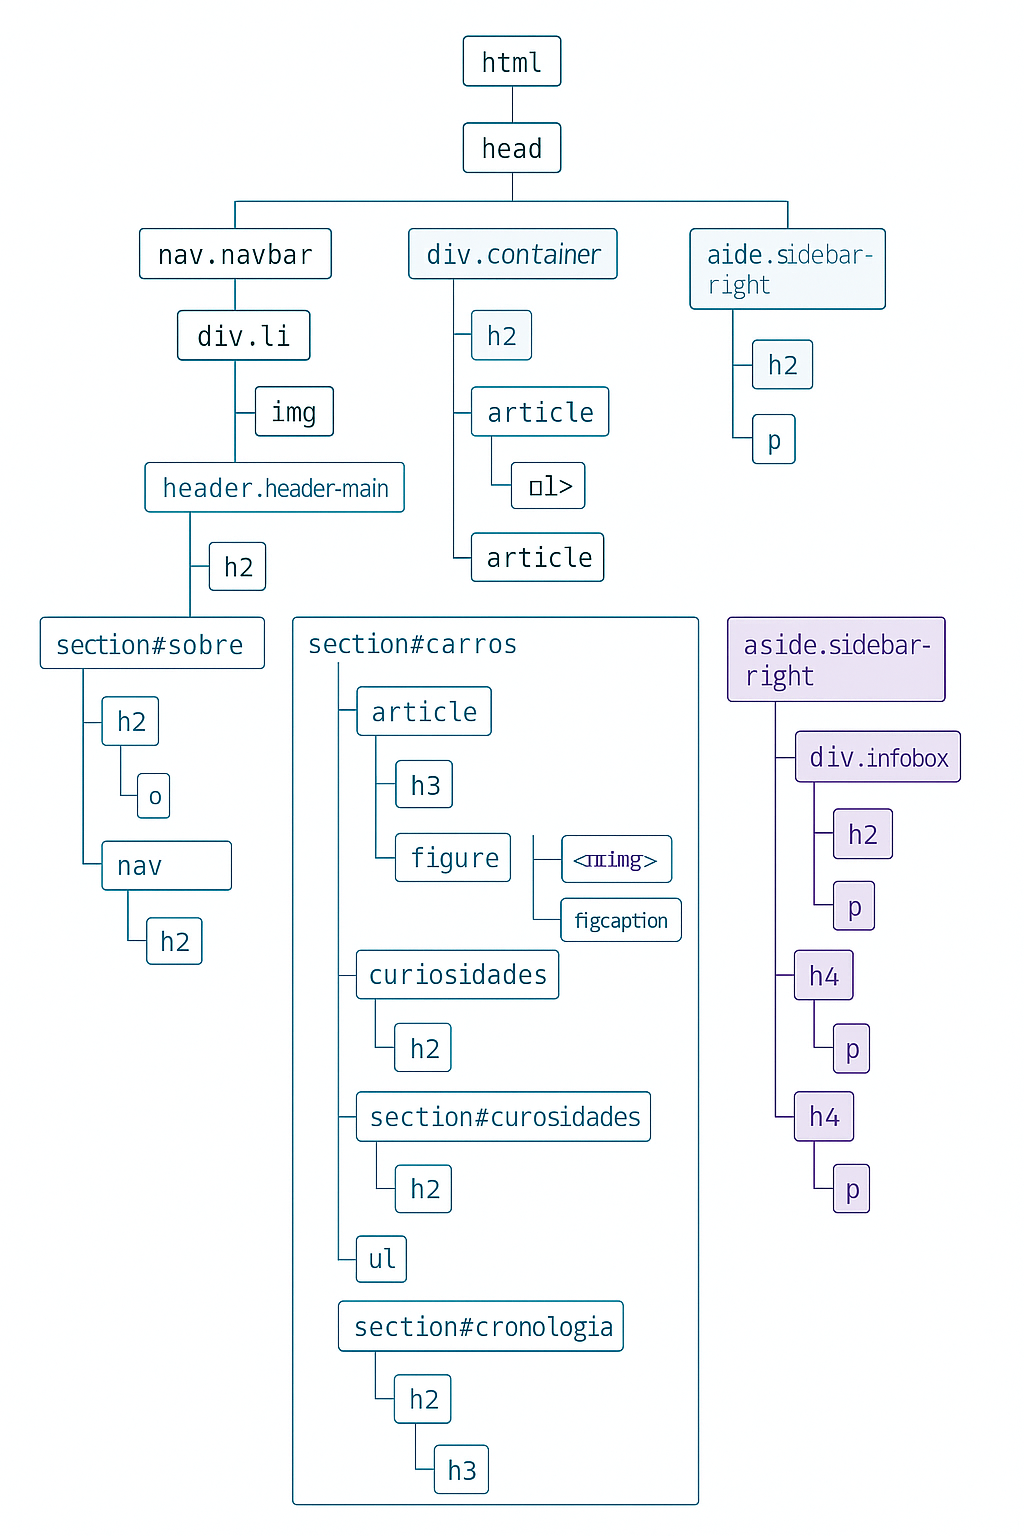 html
head
nav.navbar
div.li
img
header.header-main
h2
section#sobre
h2
o
nav
h2
div.container
h2
article
□l>
article
aide.sidebar-
right
h2
p
section#carros
article
h3
figure
figcaption
curiosidades
h2
section#curosidades
h2
ul
section#cronologia
h2
h3
aside.sidebar-
right
div.infobox
h2
p
h4
p
h4
p